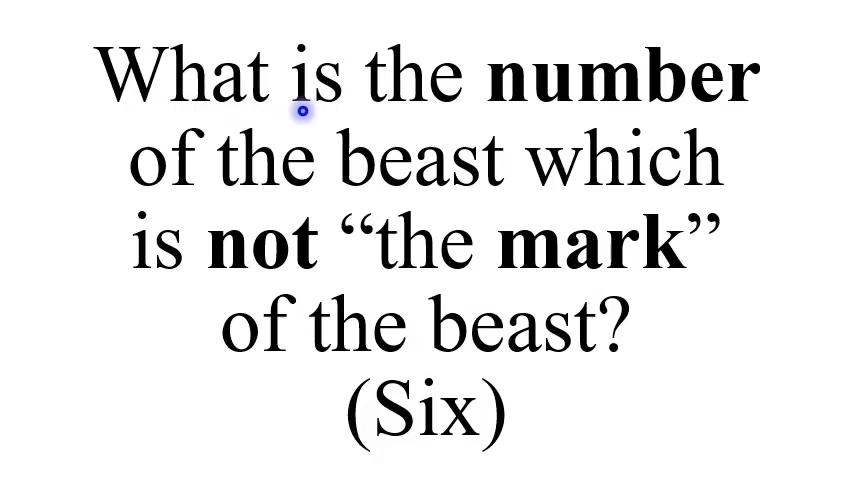 What is the number
of the beast which
is not “the mark”
of the beast?
(Six)